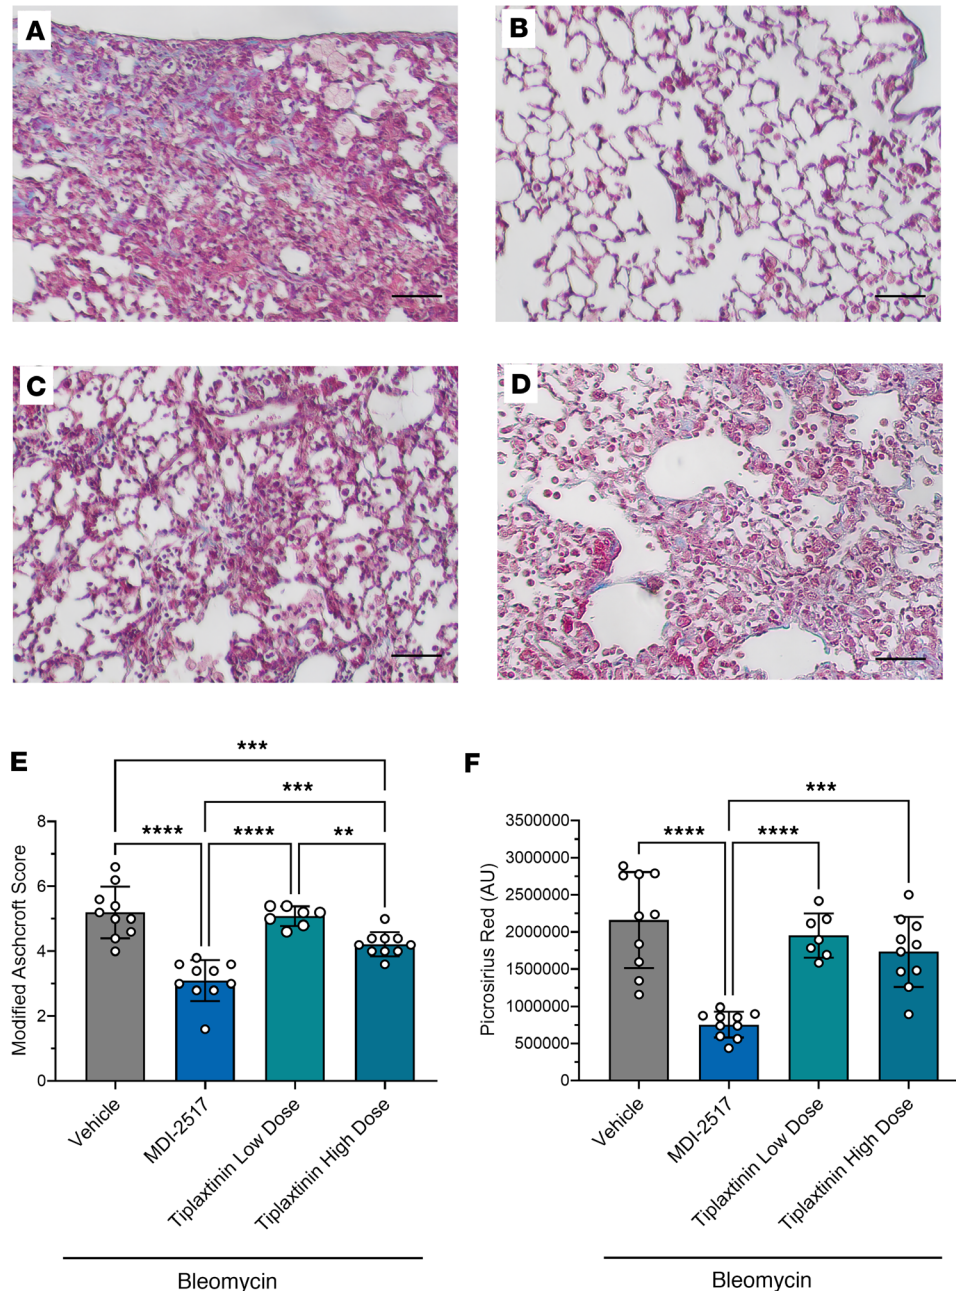 A
B
C
D
E
***
***
****
****
**
Modified Aschcroft Score
8
6
4
2
0
Vehicle
MDI-2517
Tiplaxtinin Low Dose
Tiplaxtinin High Dose
Bleomycin
F
***
****
****
Picrosirius Red (AU)
3500000
3000000
2500000
2000000
1500000
1000000
500000
0
Vehicle
MDI-2517
Tiplaxtinin Low Dose
Tiplaxtinin High Dose
Bleomycin